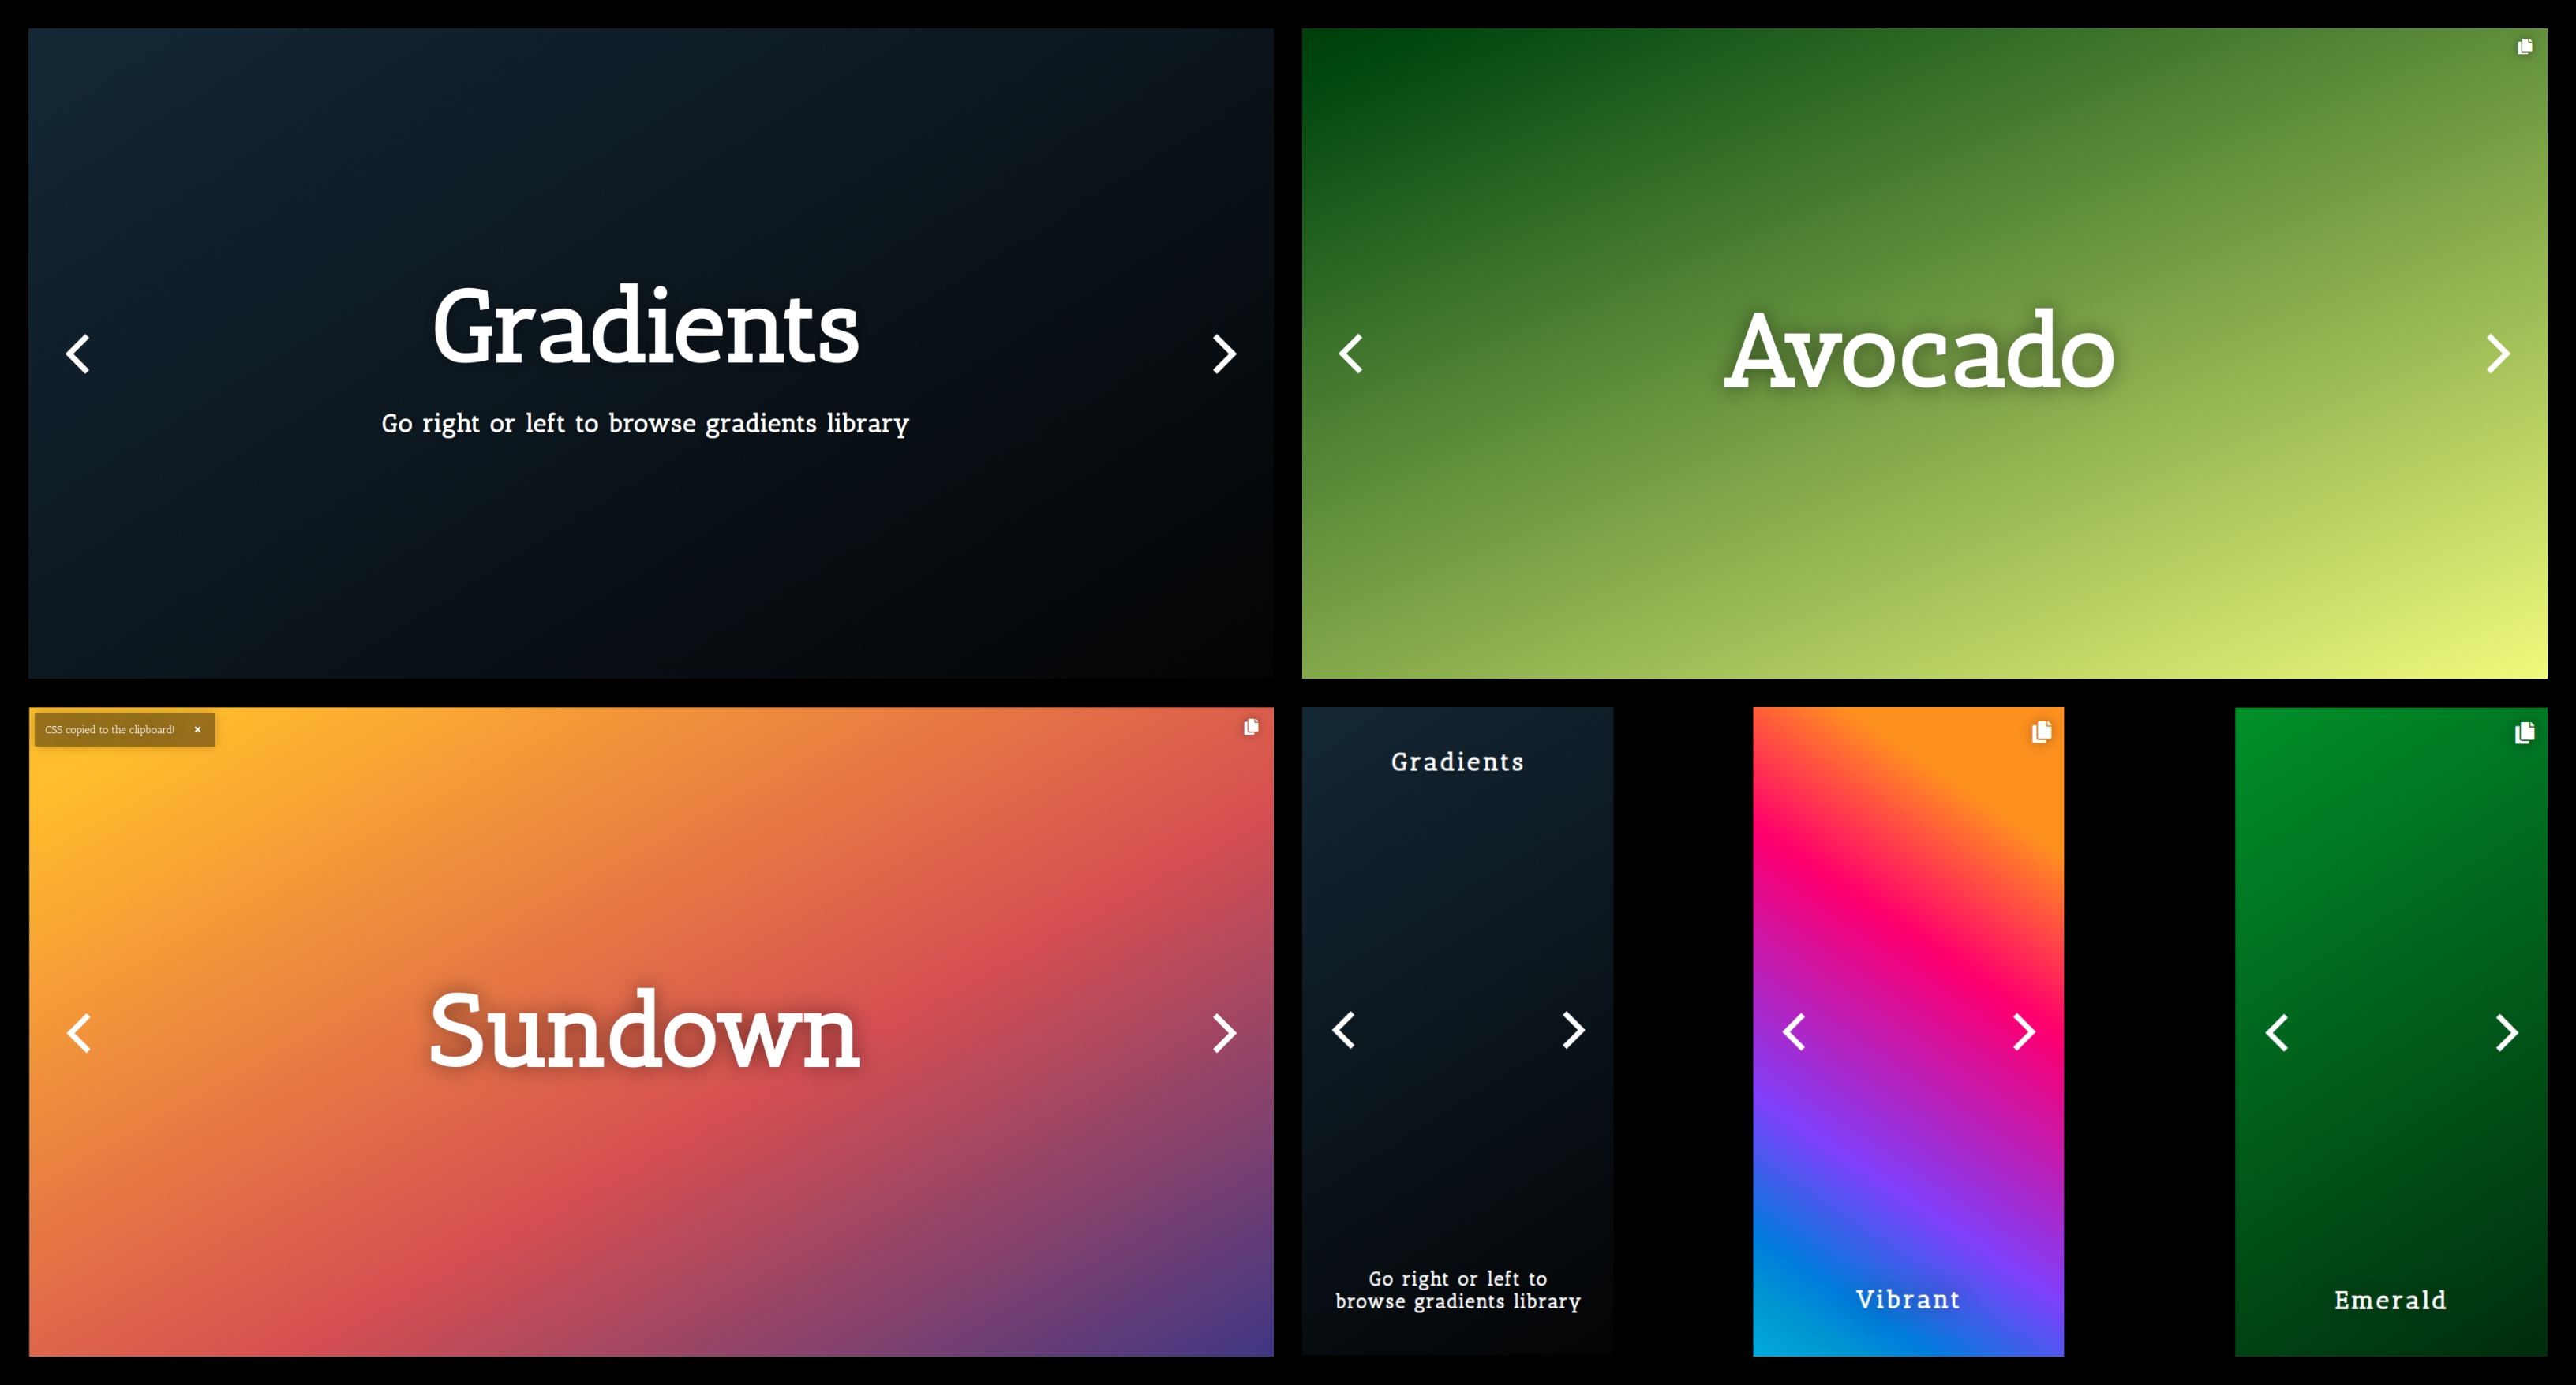 Gradients
Go right or left to browse gradients library
Avocado
CSS copied to the clipboard!
Sundown
Gradients
Go right or left to
browse gradients library
Vibrant
Emerald